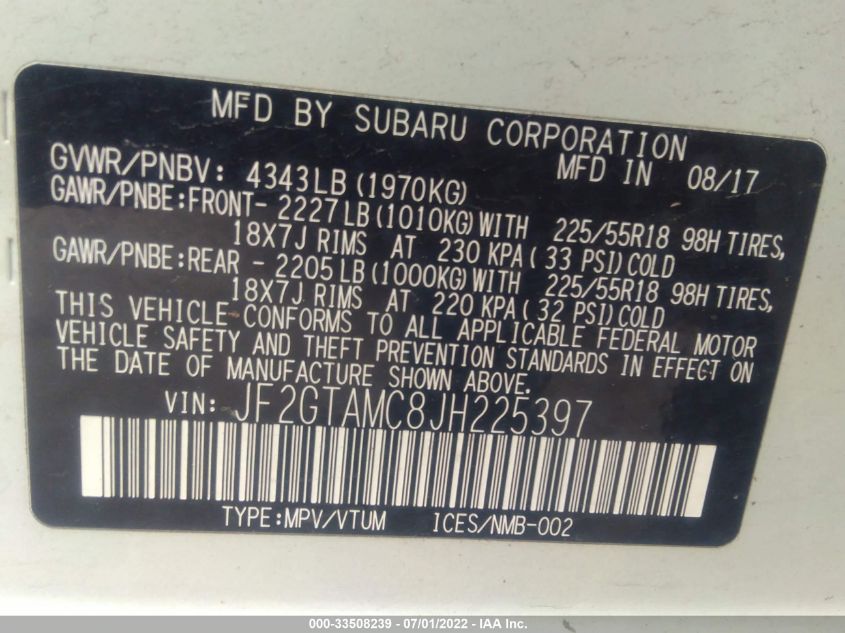 MFD BY SUBARU CORPORATION
GVWR/PNBV: 4343LB (1970KG) MFD IN 08/17
GAWR/PNBE:FRONT- 2227LB(1010KG)WITH 225/55R18 98H TIRES,
18X7J RIMS AT 230 KPA( 33 PSI)COLD
GAWR/PNBE:REAR - 2205LB(1000KG)WITH 225/55R18 98H TIRES,
18X7J RIMS AT 220 KPA(32 PSI)COLD
THIS VEHICLE CONFORMS TO ALL APPLICABLE FEDERAL MOTOR
VEHICLE SAFETY AND THEFT PREVENTION STANDARDS IN EFFECT ON
THE DATE OF MANUFACTURE SHOWN ABOVE.
VIN: JF2GTAMC8JH225397
TYPE:MPV/VTUM ICES/NMB-002
000-33508239 - 07/01/2022 - IAA Inc.